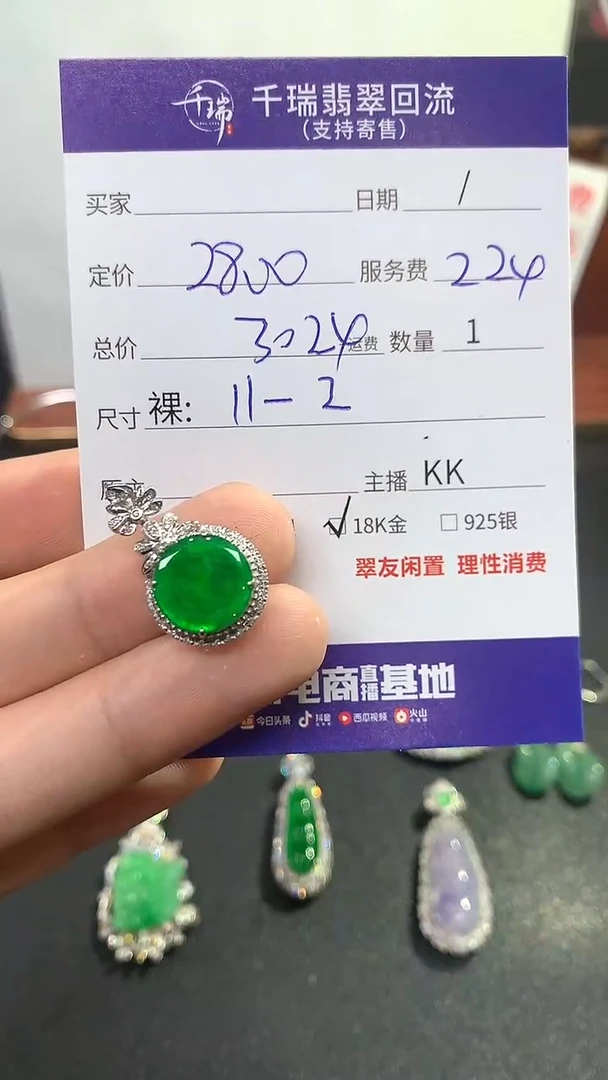 千瑞 千瑞翡翠回流
(支持寄售)
买家 日期 /
定价 2800 服务费 224
总价 3024 运费 数量 1
尺寸 裸: 11-2
主播 KK
18K金 925银
翠友闲置 理性消费
电商直播基地
今日头条 抖音 西瓜视频 火山